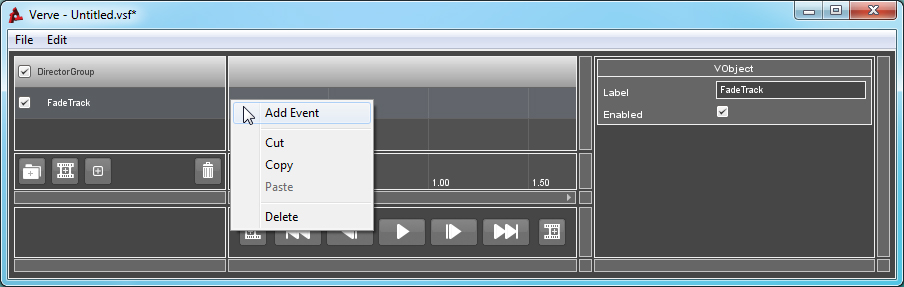 Verve - Untitled.vsf*
File Edit
DirectorGroup
FadeTrack
Add Event
Cut
Copy
Paste
Delete
1.00 1.50
VObject
Label FadeTrack
Enabled